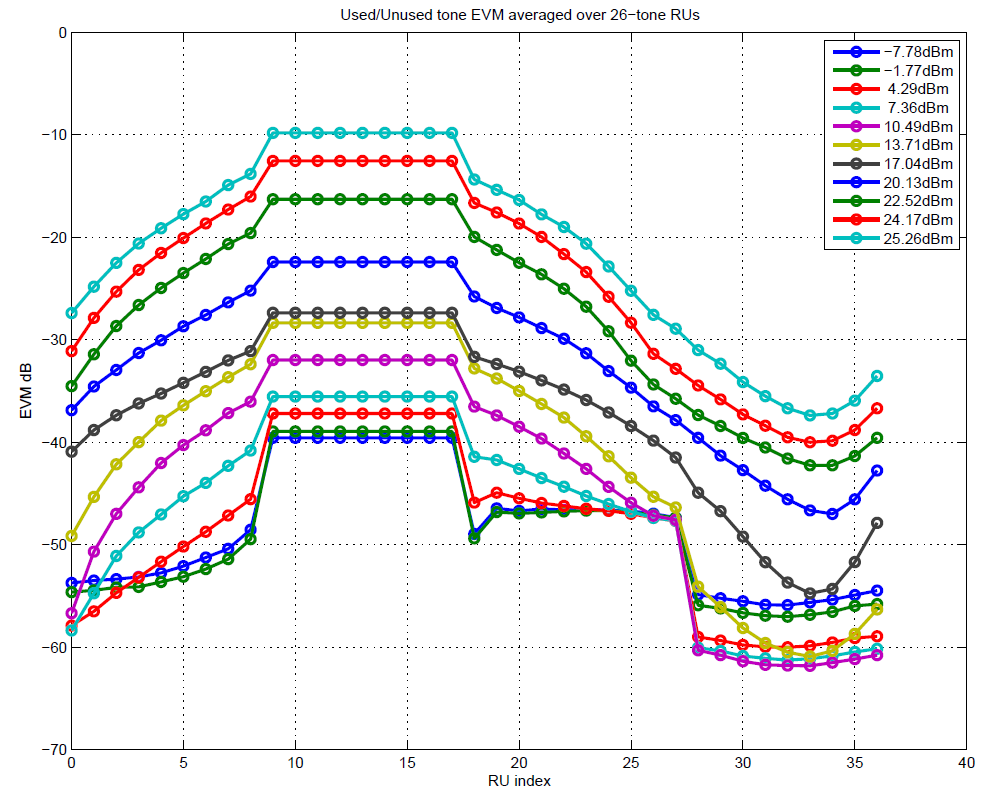 Used/Unused tone EVM averaged over 26−tone RUs
0
−10
−20
−30
−40
−50
−60
−70
EVM dB
−7.78dBm
−1.77dBm
4.29dBm
7.36dBm
10.49dBm
13.71dBm
17.04dBm
20.13dBm
22.52dBm
24.17dBm
25.26dBm
0 5 10 15 20 25 30 35 40
RU index